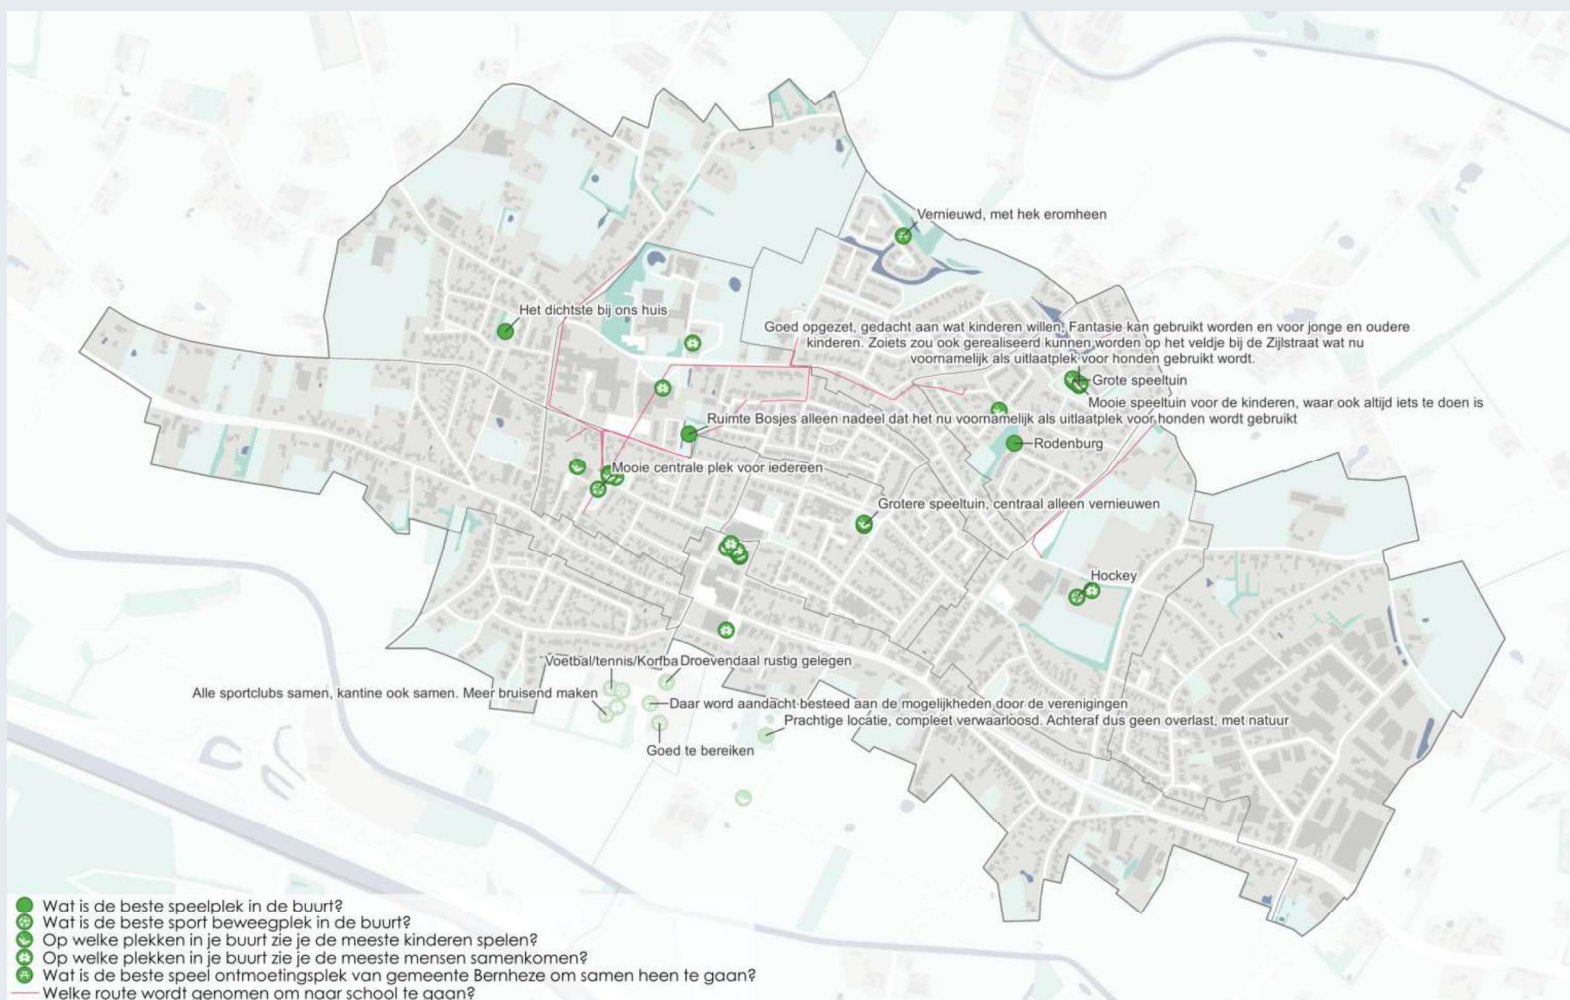 Vernieuwd, met hek eromheen
Het dichtste bij ons huis
Goed opgezet, gedacht aan wat kinderen willen, Fantasie kan gebruikt worden en voor jonge en oudere
kinderen. Zoiets zou ook gerealiseerd kunnen worden op het veldje bij de Zijlstraat wat nu
voornamelijk als uitlaatplek voor honden gebruikt wordt.
Grote speeltuin
Mooie speeltuin voor de kinderen, waar ook altijd iets te doen is
Ruimte Bosjes alleen nadeel dat het nu voornamelijk als uitlaatplek voor honden wordt gebruikt
Rodenburg
Mooie centrale plek voor iedereen
Grotere speeltuin, centraal alleen vernieuwen
Hockey
Voetbal/tennis/Korfba Droevendaal rustig gelegen
Alle sportclubs samen, kantine ook samen. Meer bruisend maken
Daar word aandacht besteed aan de mogelijkheden door de verenigingen
Prachtige locatie, compleet verwaarloosd. Achteraf dus geen overlast, met natuur
Goed te bereiken
Wat is de beste speelplek in de buurt?
Wat is de beste sport beweegplek in de buurt?
Op welke plekken in je buurt zie je de meeste kinderen spelen?
Op welke plekken in je buurt zie je de meeste mensen samenkomen?
Wat is de beste speel ontmoetingsplek van gemeente Bernheze om samen heen te gaan?
Welke route wordt genomen om naar school te gaan?